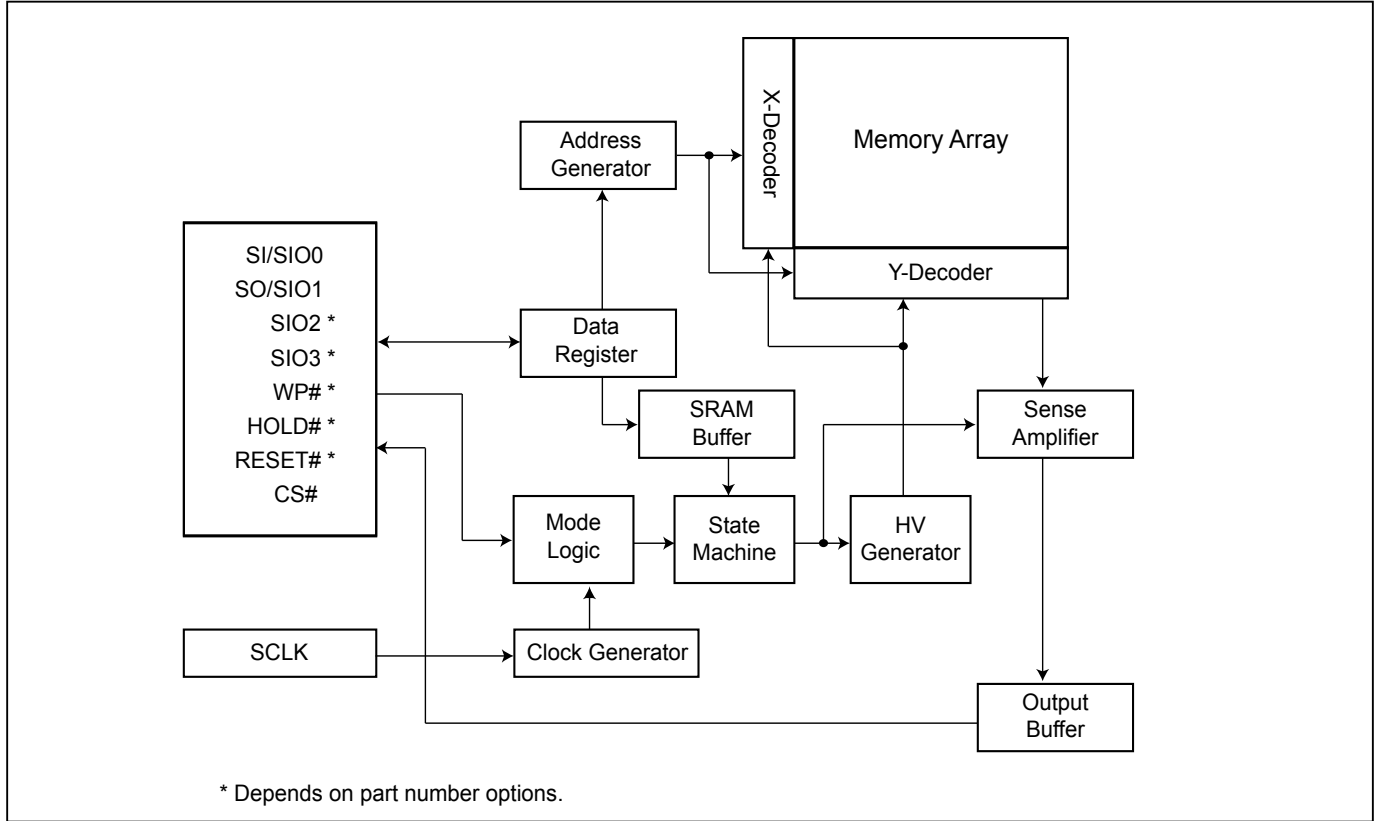 X-Decoder
Memory Array
Address
Generator
Y-Decoder
SI/SIO0
SO/SIO1
SIO2 *
SIO3 *
WP# *
HOLD# *
RESET# *
CS#
Data
Register
SRAM
Buffer
Sense
Amplifier
Mode
Logic
State
Machine
HV
Generator
SCLK
Clock Generator
Output
Buffer
* Depends on part number options.